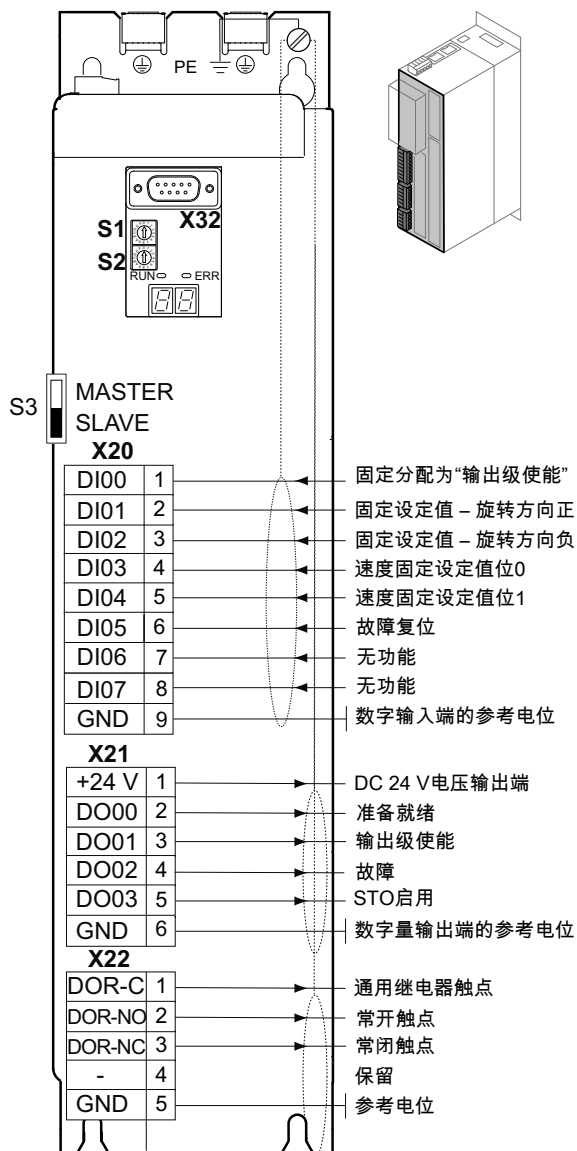 PE
X32
S1
S2
RUN ERR
88
S3
MASTER
SLAVE
X20
DI00 1 固定分配为“输出级使能”
DI01 2 固定设定值 – 旋转方向正
DI02 3 固定设定值 – 旋转方向负
DI03 4 速度固定设定值位0
DI04 5 速度固定设定值位1
DI05 6 故障复位
DI06 7 无功能
DI07 8 无功能
GND 9 数字输入端的参考电位
X21
+24 V 1 DC 24 V电压输出端
DO00 2 准备就绪
DO01 3 输出级使能
DO02 4 故障
DO03 5 STO启用
GND 6 数字量输出端的参考电位
X22
DOR-C 1 通用继电器触点
DOR-NO 2 常开触点
DOR-NC 3 常闭触点
- 4 保留
GND 5 参考电位